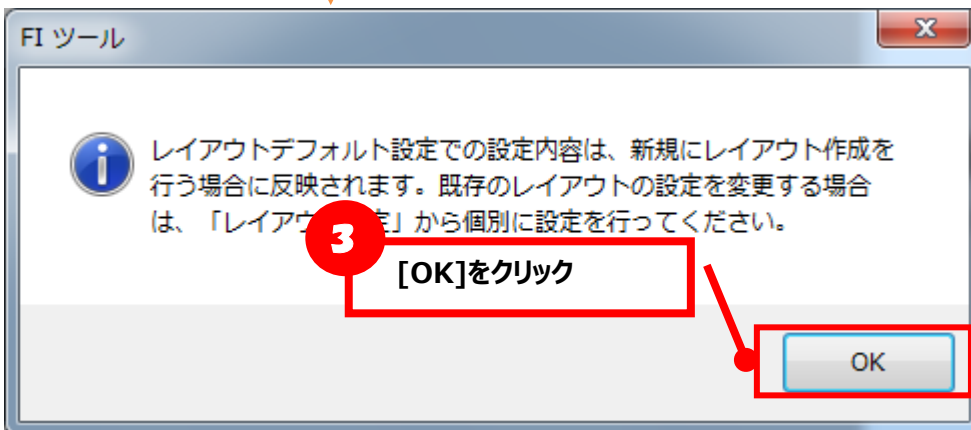 FI ツール
レイアウトデフォルト設定での設定内容は、新規にレイアウト作成を
行う場合に反映されます。既存のレイアウトの設定を変更する場合
は、「レイアウ 定」から個別に設定を行ってください。
3
[OK]をクリック
OK